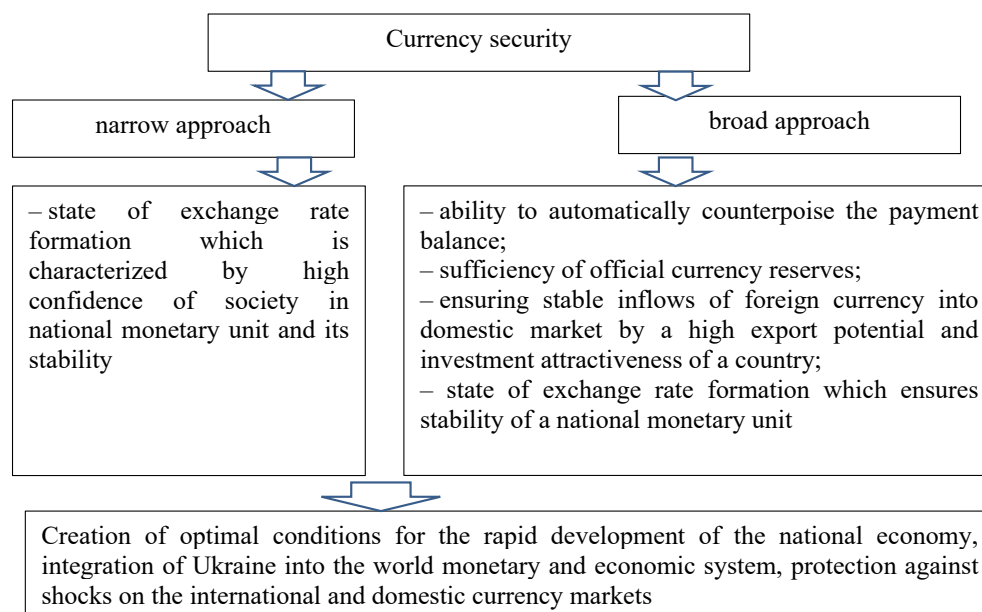 Currency security
narrow approach
broad approach
– state of exchange rate
formation which is
characterized by high
confidence of society in
national monetary unit and its
stability
– ability to automatically counterpoise the payment
balance;
– sufficiency of official currency reserves;
– ensuring stable inflows of foreign currency into
domestic market by a high export potential and
investment attractiveness of a country;
– state of exchange rate formation which ensures
stability of a national monetary unit
Creation of optimal conditions for the rapid development of the national economy,
integration of Ukraine into the world monetary and economic system, protection against
shocks on the international and domestic currency markets